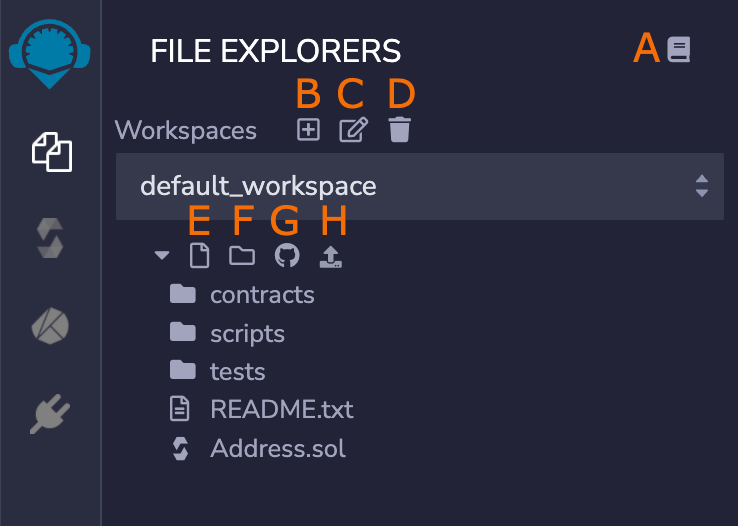 FILE EXPLORERS A
B C D
Workspaces
default_workspace
E F G H
contracts
scripts
tests
README.txt
Address.sol